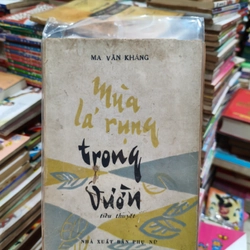 MA VĂN KHÁNG
Mùa
lá rụng
trong
Vườn
tiểu thuyết
NHÀ XUẤT BẢN PHỤ NỮ